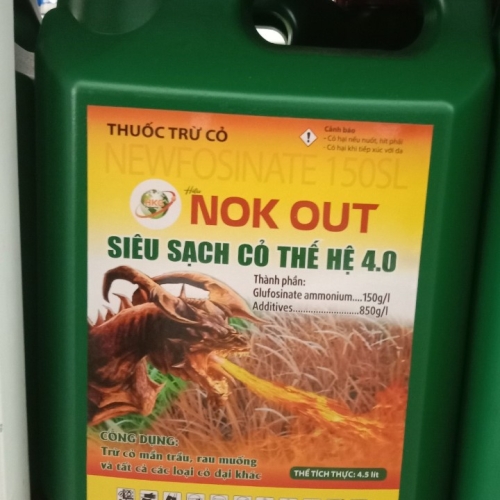 THUỐC TRỪ CỎ
Cảnh báo
- Có hại nếu nuốt, hít phải
- Có hại khi tiếp xúc với da
NEWFOSINATE 150SL
Hiệu
NOK OUT
SIÊU SẠCH CỎ THẾ HỆ 4.0
Thành phần:
Glufosinate ammonium....150g/l
Additives..........................850g/l
CÔNG DỤNG:
Trừ cỏ mần trầu, rau muống
và tất cả các loại cỏ dại khác
THỂ TÍCH THỰC: 4.5 lít